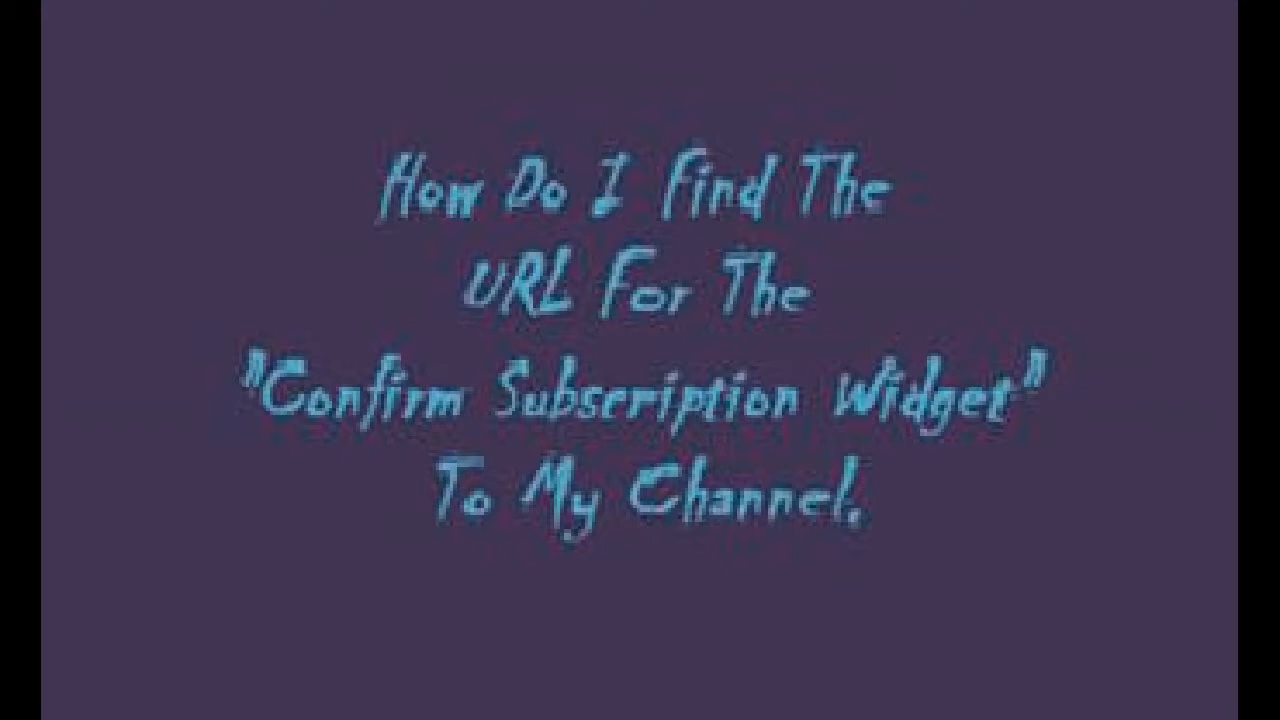 How Do I Find The
URL For The
"Confirm Subscription Widget"
To My Channel.